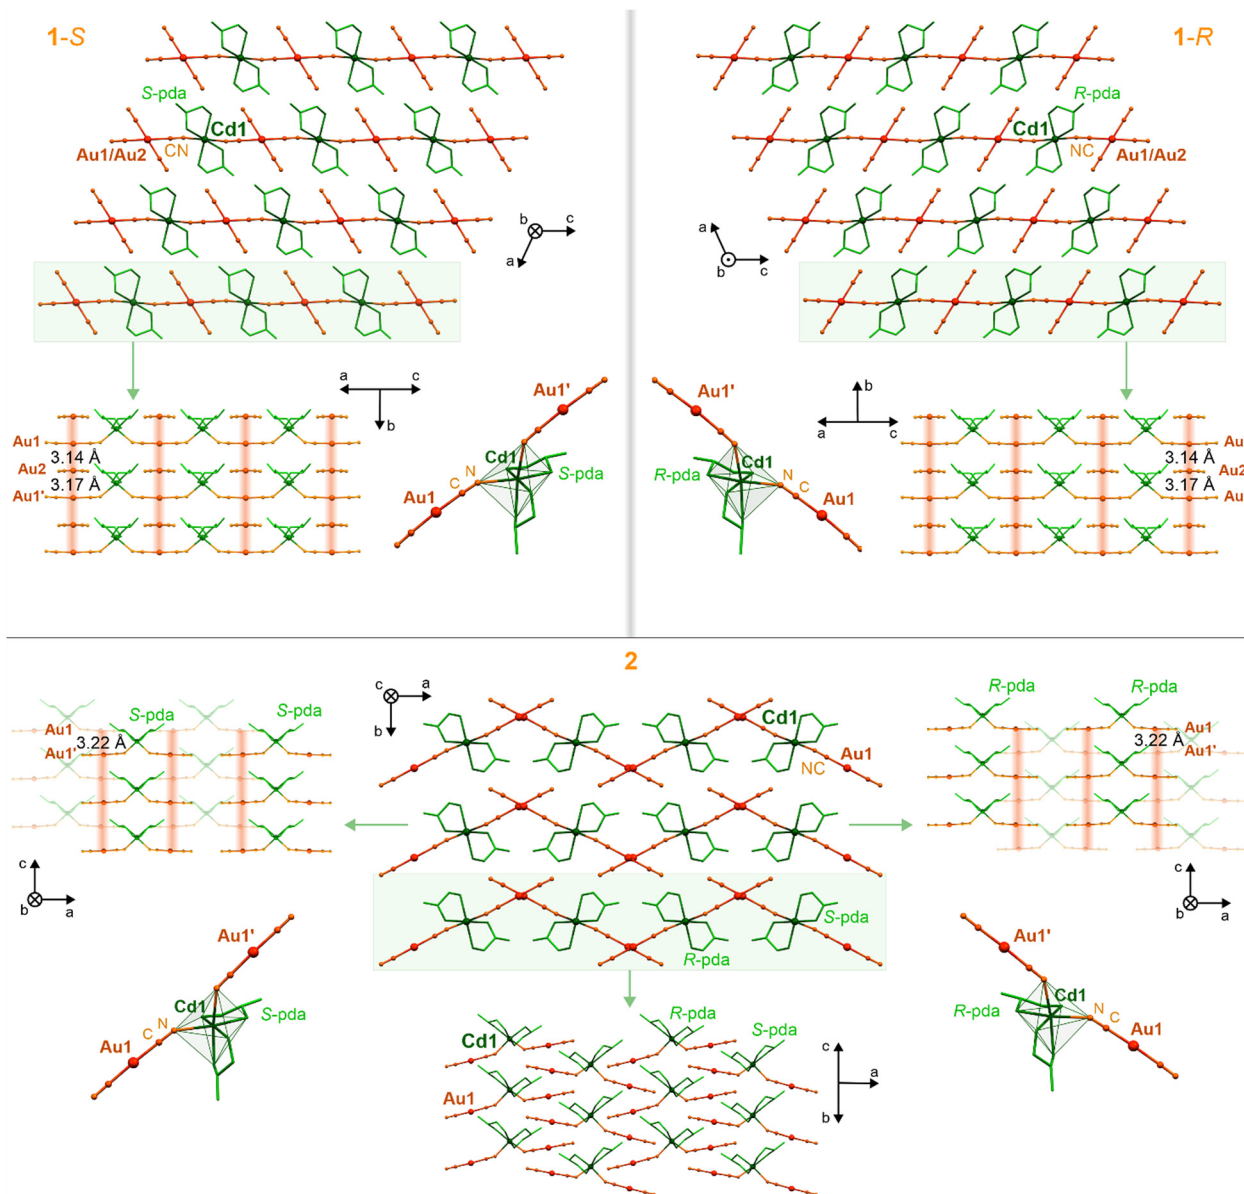 1-S
S-pda
Cd1
CN
Au1/Au2
b
c
a
a
c
b
Au1
3.14 Å
Au2
3.17 Å
Au1'
Au1'
Cd1
N
C
S-pda
Au1
1-R
R-pda
Cd1
NC
Au1/Au2
a
b
c
Au1'
Cd1
R-pda
N
C
Au1
b
a
c
3.14 Å
3.17 Å
2
S-pda
S-pda
Au1
3.22 Å
Au1'
c
b
a
c
a
b
Cd1
Au1
NC
S-pda
R-pda
R-pda
R-pda
Au1
3.22 Å
Au1'
c
b
a
Au1'
Cd1
S-pda
N
C
Au1
R-pda
S-pda
Cd1
Au1
c
a
b
Au1'
Cd1
R-pda
N
C
Au1